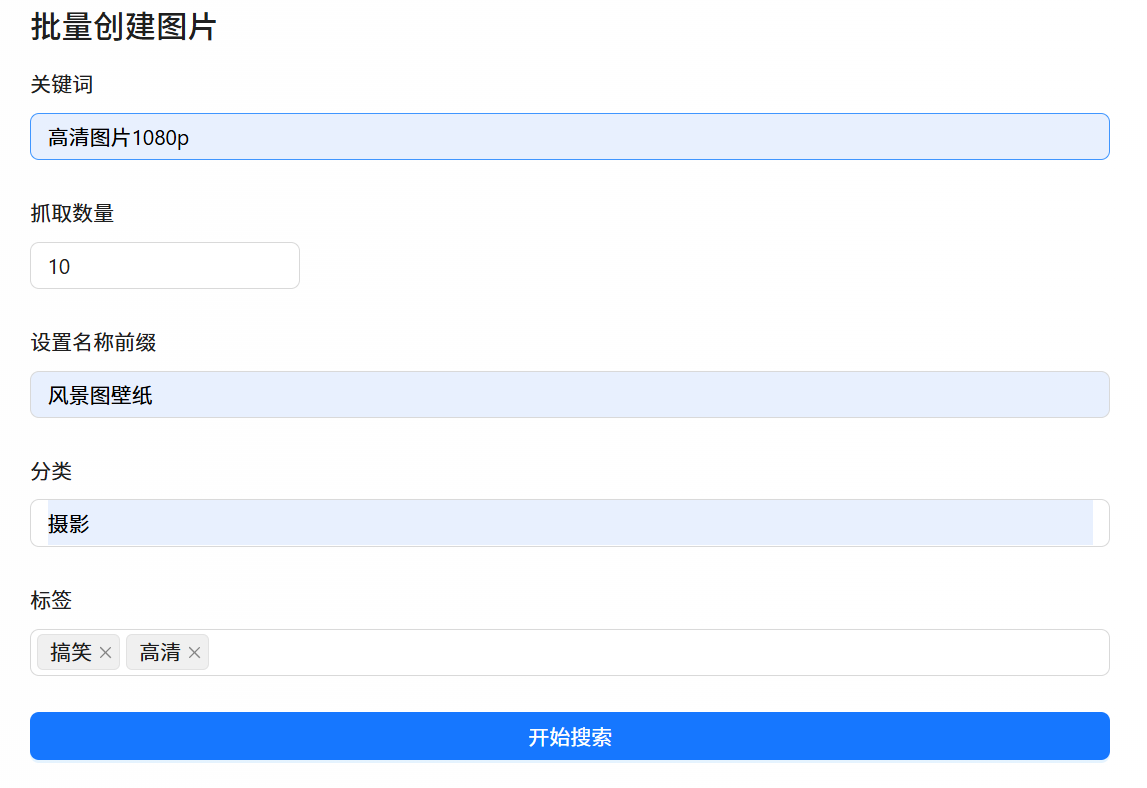 批量创建图片
关键词
高清图片1080p
抓取数量
10
设置名称前缀
风景图壁纸
分类
摄影
标签
搞笑 高清
开始搜索